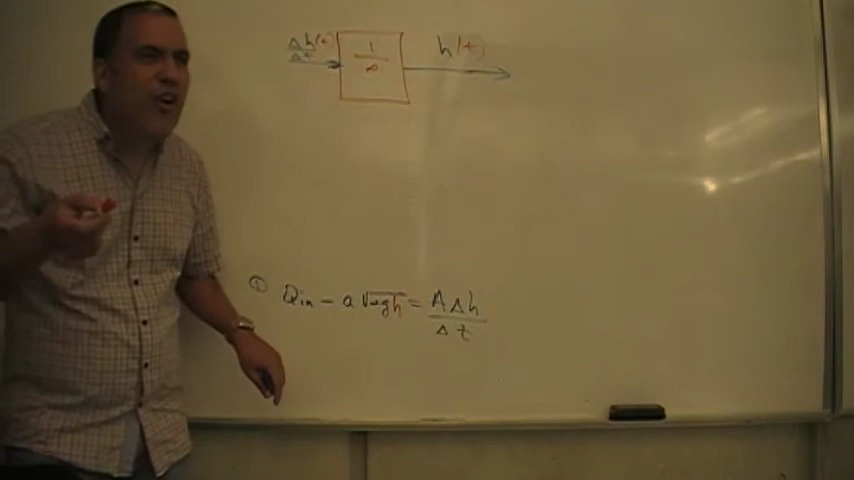 Δh(t)
Δt
1
∞
h(t)
① Qin - a √2gh = AΔh
Δt